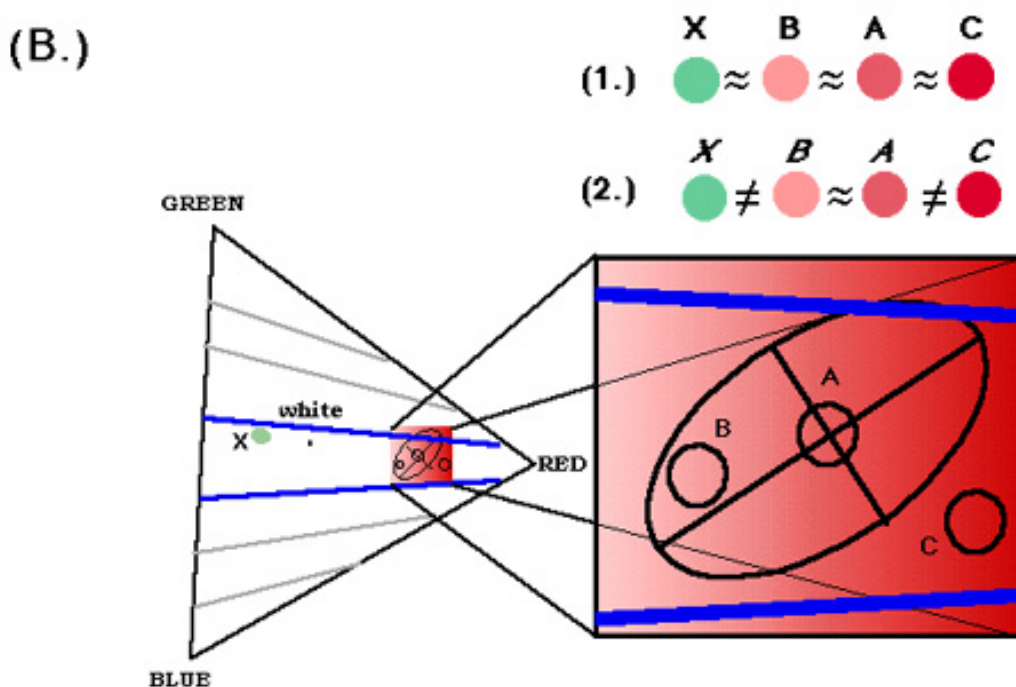 (B.)
X B A C
(1.) ≈ ≈ ≈
X B A C
(2.) ≠ ≈ ≠
GREEN
white
X
RED
BLUE
A
B
C